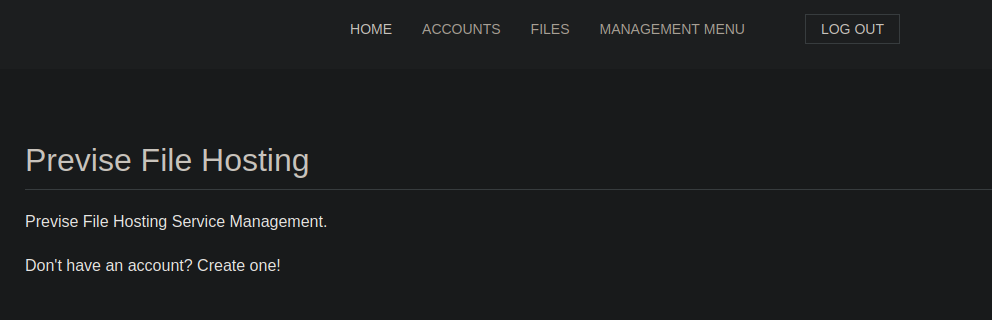 HOME ACCOUNTS FILES MANAGEMENT MENU LOG OUT
Previse File Hosting
Previse File Hosting Service Management.
Don't have an account? Create one!